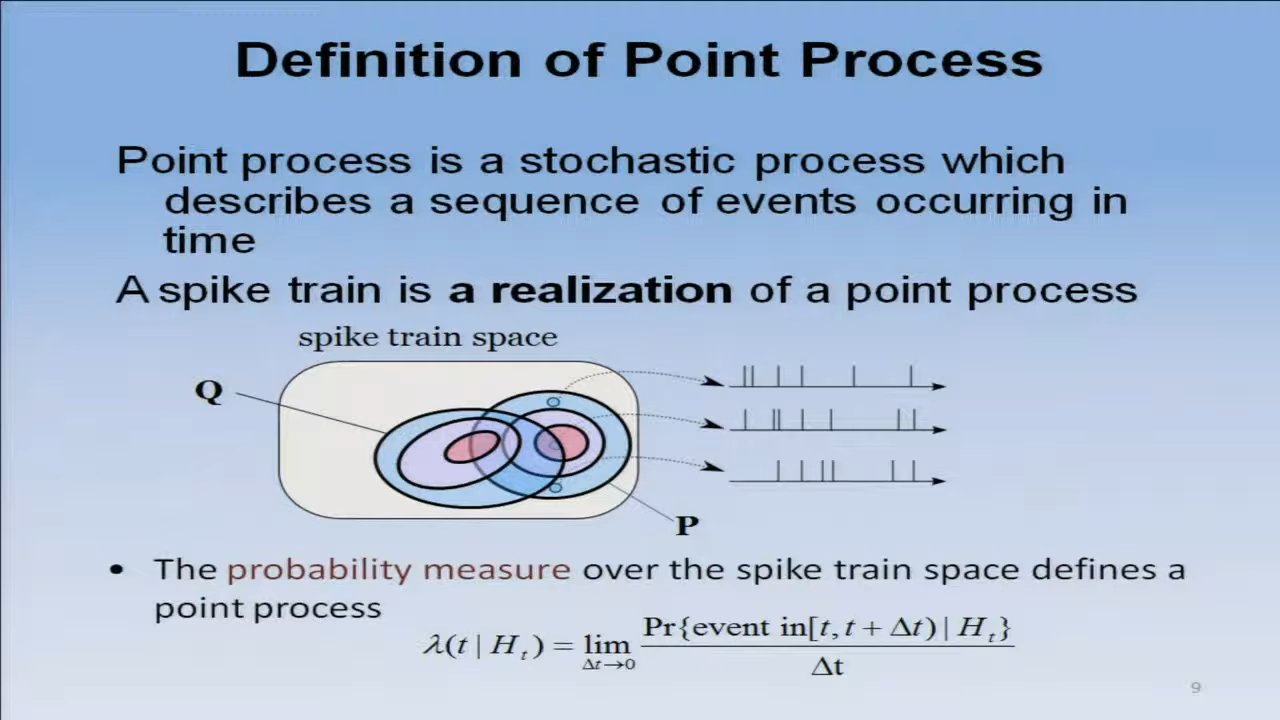 Definition of Point Process
Point process is a stochastic process which
describes a sequence of events occurring in
time
A spike train is a realization of a point process
spike train space
Q
P
• The probability measure over the spike train space defines a
point process
λ(t | H_t) = lim_{Δt→0} Pr{event in[t, t + Δt) | H_t} / Δt
9